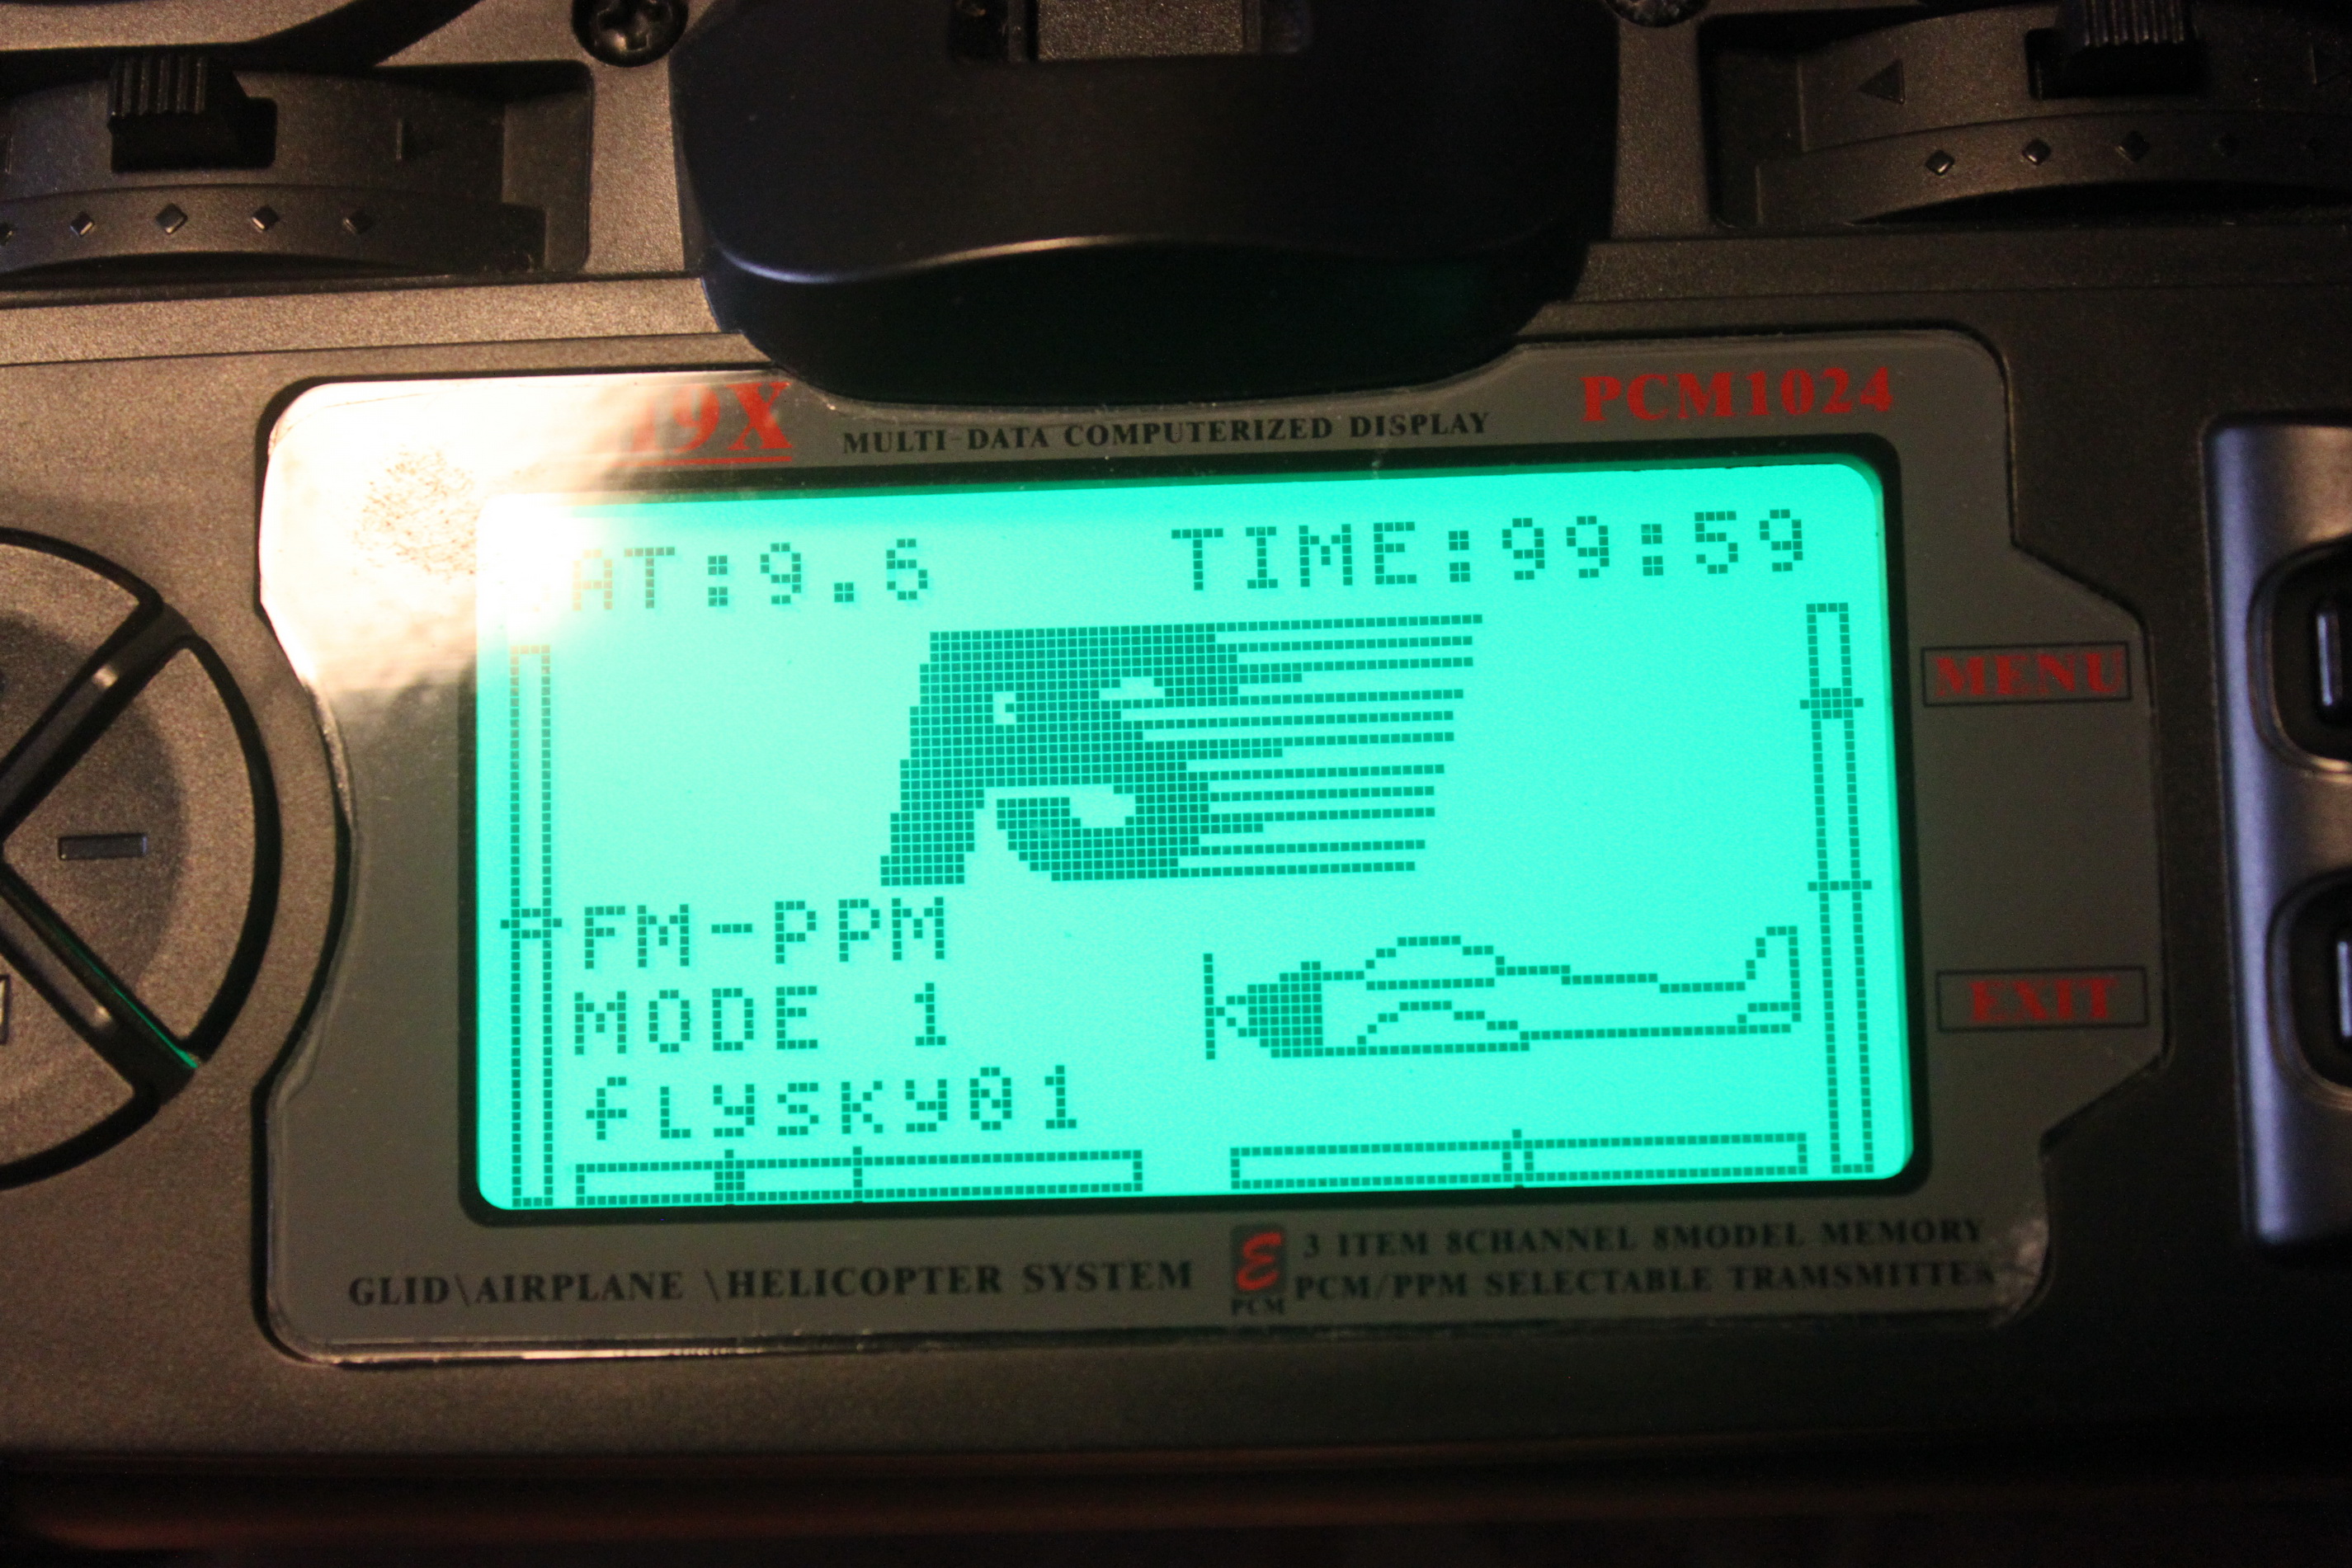 19X
MULTI-DATA COMPUTERIZED DISPLAY
PCM1024
AT:9.6
TIME:99:59
MENU
FM-PPM
MODE 1
EXIT
flysky01
GLID\AIRPLANE \HELICOPTER SYSTEM
PCM
3 ITEM 8CHANNEL 8MODEL MEMORY
PCM/PPM SELECTABLE TRAMSMITTER